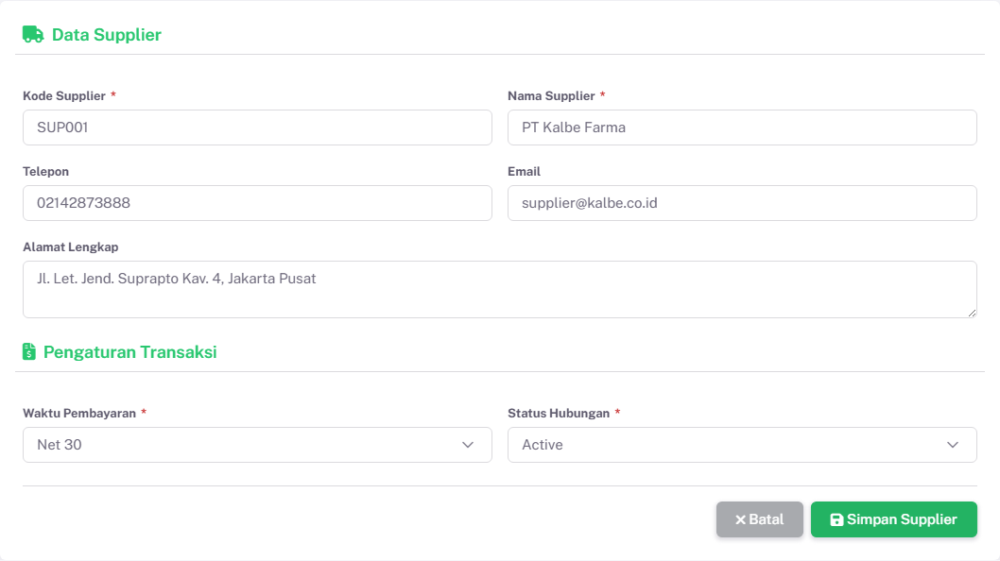 Data Supplier
Kode Supplier *
Nama Supplier *
SUP001
PT Kalbe Farma
Telepon
Email
02142873888
supplier@kalbe.co.id
Alamat Lengkap
Jl. Let. Jend. Suprapto Kav. 4, Jakarta Pusat
Pengaturan Transaksi
Waktu Pembayaran *
Status Hubungan *
Net 30
Active
Batal
Simpan Supplier